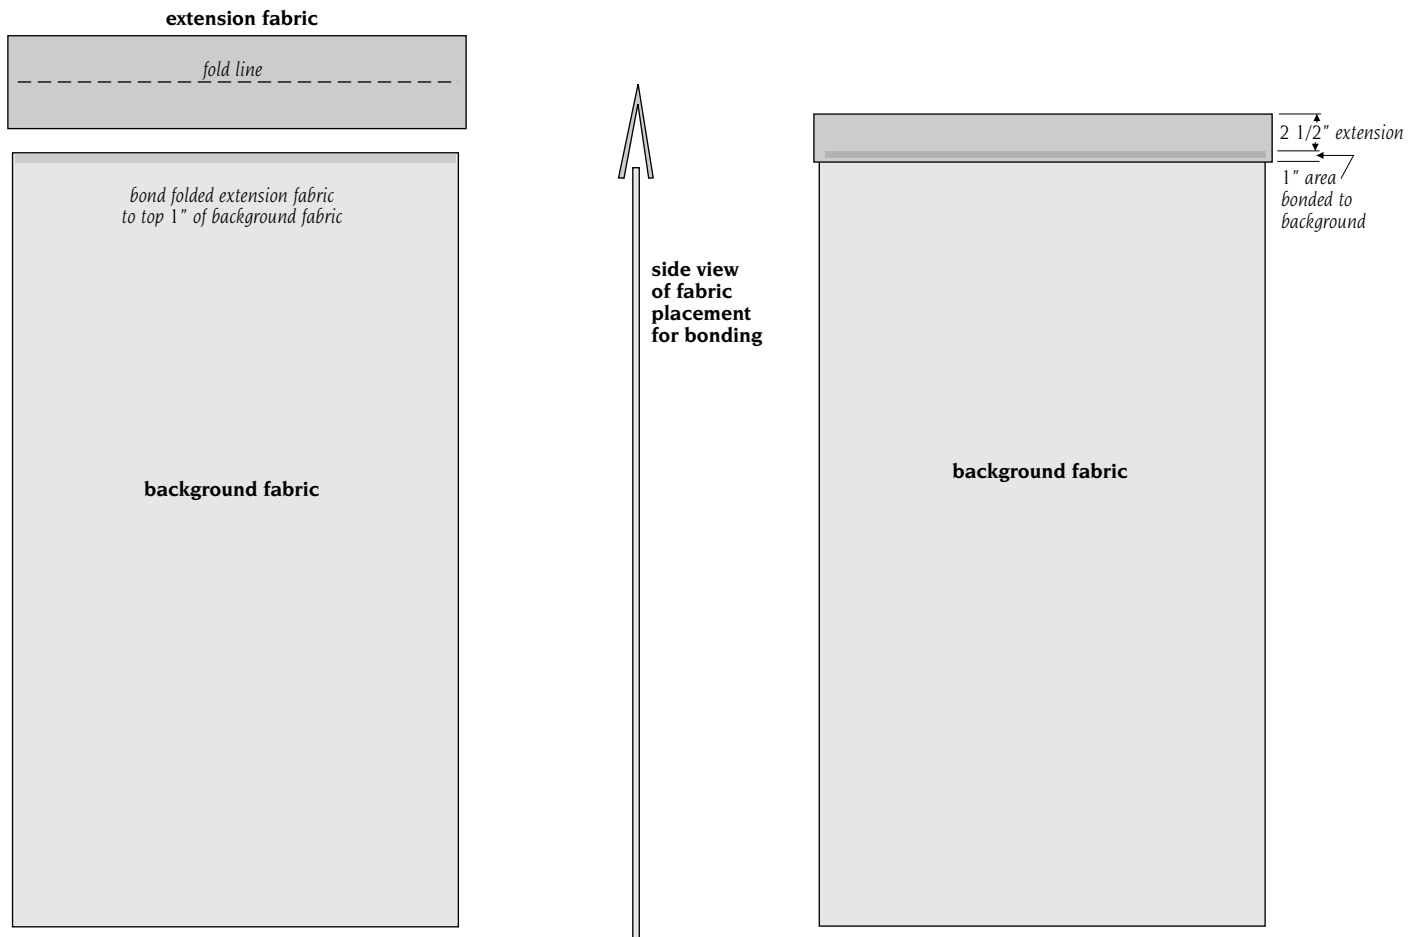 extension fabric
fold line
bond folded extension fabric
to top 1" of background fabric
background fabric
side view
of fabric
placement
for bonding
2 1/2" extension
1" area
bonded to
background
background fabric